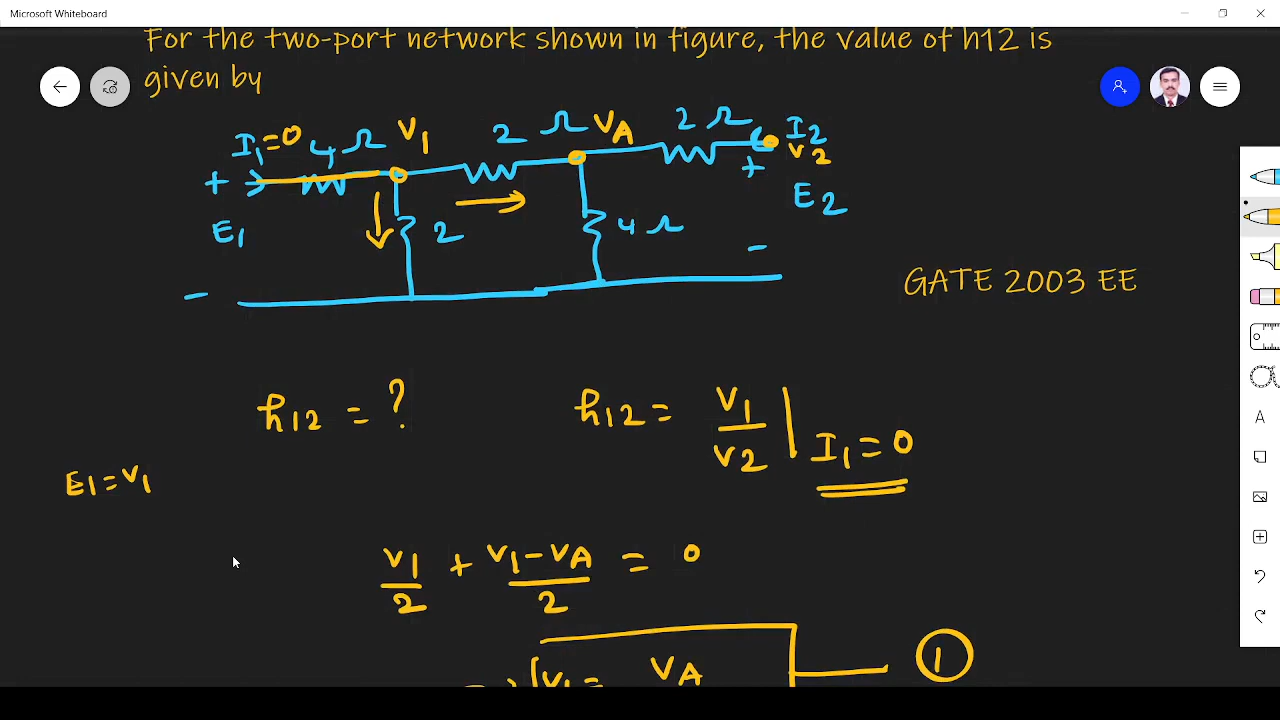 Microsoft Whiteboard
For the two-port network shown in figure, the value of h12 is
given by
I1=0 4 Ω V1 2 Ω VA 2 Ω I2
V2
+ +
E1 2 4 Ω E2
- -
GATE 2003 EE
h12 = ? h12 = V1/V2 | I1 = 0
E1 = V1
V1/2 + V1-VA/2 = 0
V1 = VA 1
A